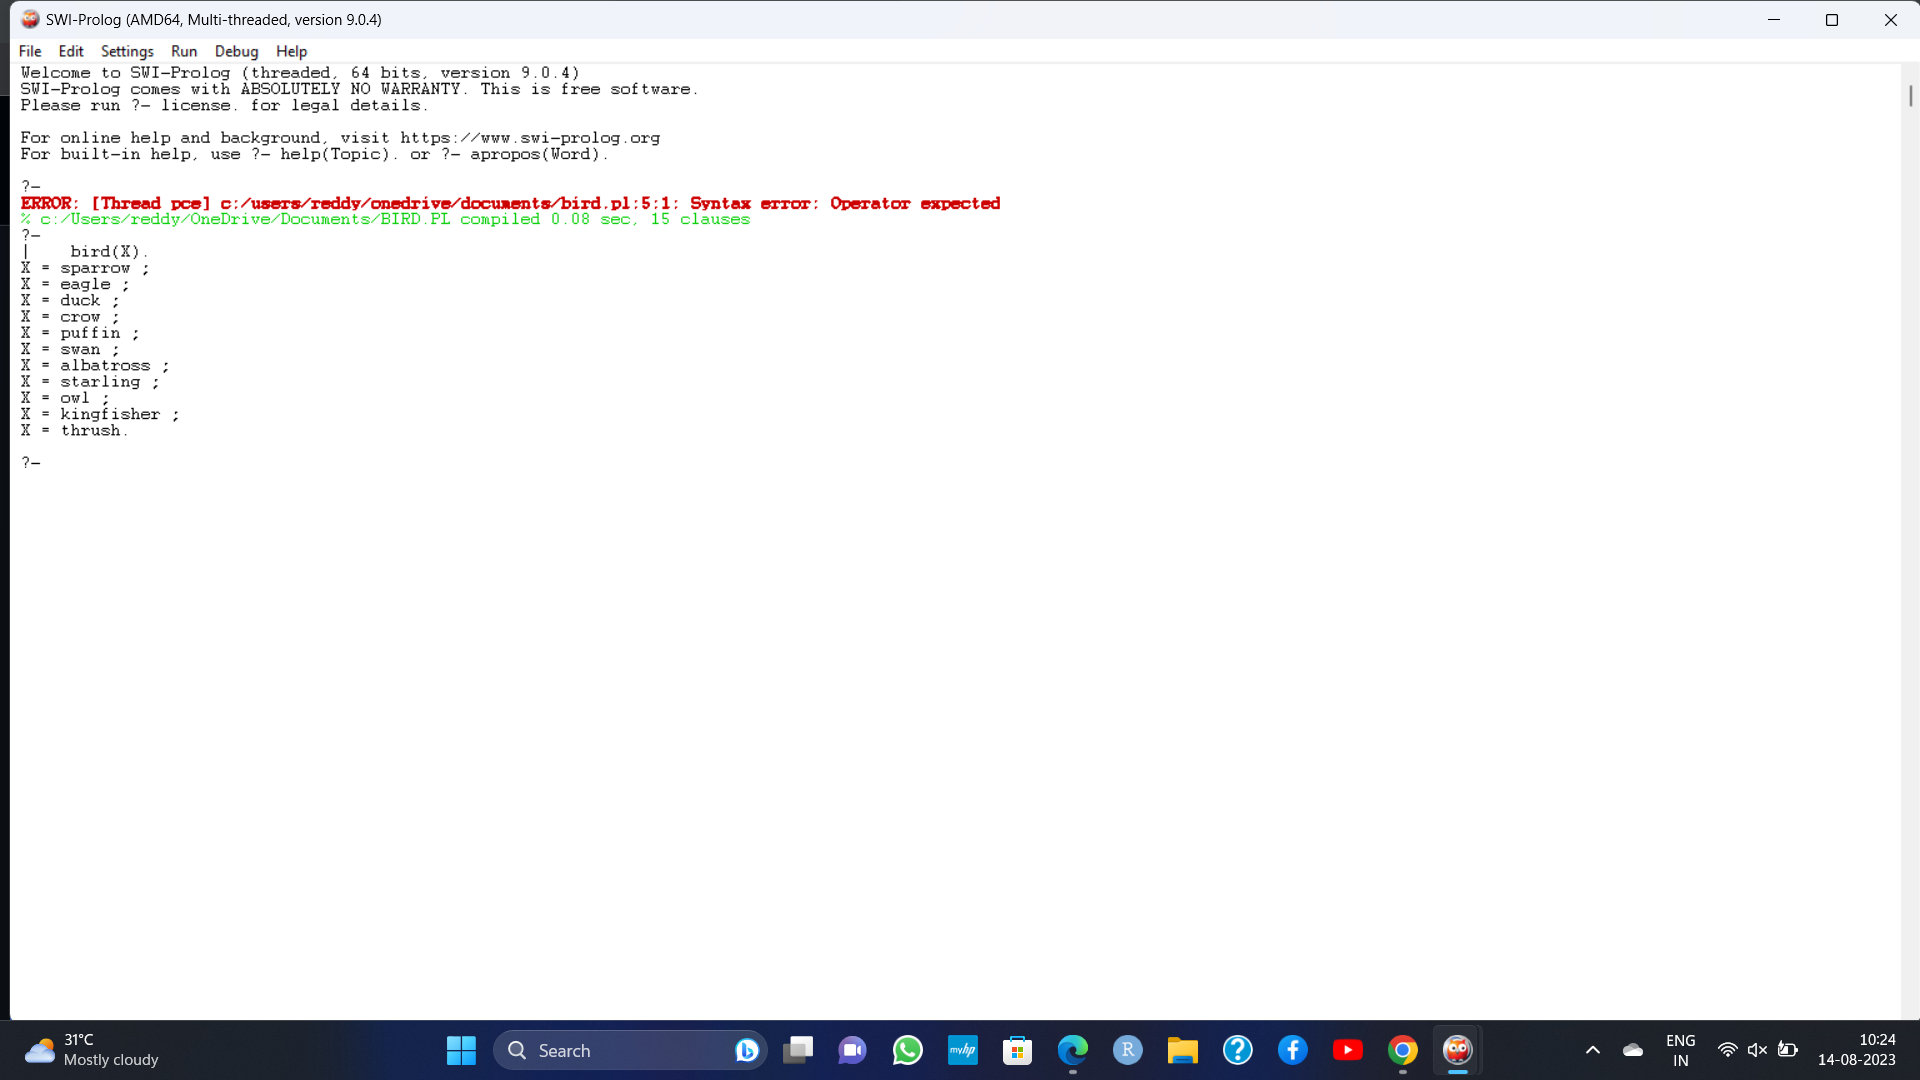 SWI-Prolog (AMD64, Multi-threaded, version 9.0.4)
File Edit Settings Run Debug Help
Welcome to SWI-Prolog (threaded, 64 bits, version 9.0.4)
SWI-Prolog comes with ABSOLUTELY NO WARRANTY. This is free software.
Please run ?- license. for legal details.
For online help and background, visit https://www.swi-prolog.org
For built-in help, use ?- help(Topic). or ?- apropos(Word).
?-
ERROR: [Thread pce] c:/users/reddy/onedrive/documents/bird.pl:5:1: Syntax error: Operator expected
% c:/Users/reddy/OneDrive/Documents/BIRD.PL compiled 0.08 sec, 15 clauses
?-
| bird(X).
X = sparrow ;
X = eagle ;
X = duck ;
X = crow ;
X = puffin ;
X = swan ;
X = albatross ;
X = starling ;
X = owl ;
X = kingfisher ;
X = thrush.
?-
31°C
Mostly cloudy
Search
myhp
R
ENG
IN
10:24
14-08-2023